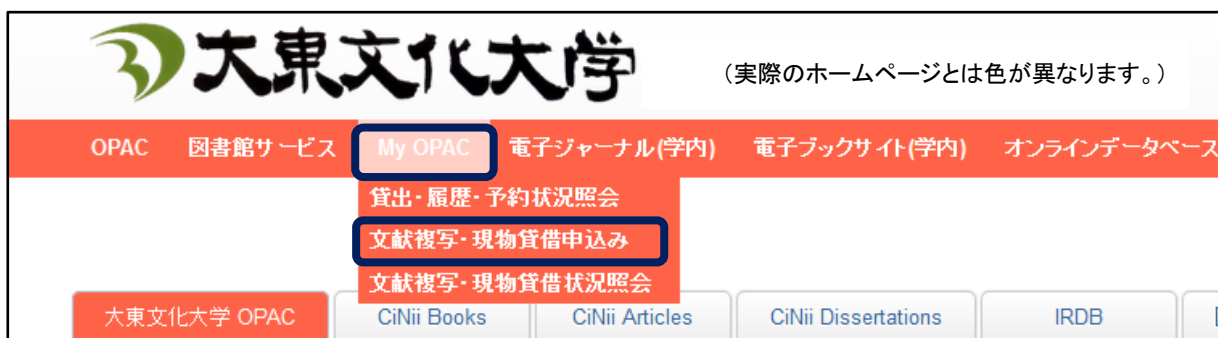 大東文化大学
（実際のホームページとは色が異なります。）
OPAC 図書館サービス My OPAC 電子ジャーナル(学内) 電子ブックサイト(学内) オンラインデータベース
貸出・履歴・予約状況照会
文献複写・現物貸借申込み
文献複写・現物貸借状況照会
大東文化大学 OPAC CiNii Books CiNii Articles CiNii Dissertations IRDB